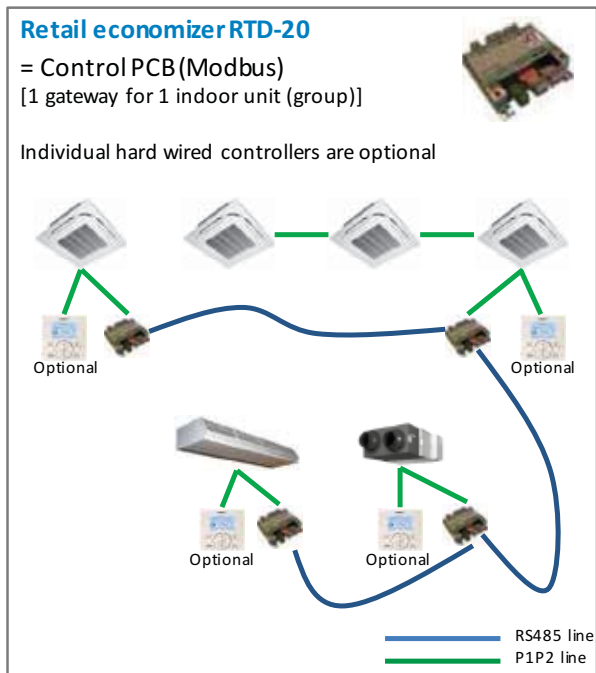 Retail economizer RTD-20
= Control PCB (Modbus)
[1 gateway for 1 indoor unit (group)]
Individual hard wired controllers are optional
Optional
Optional
Optional
Optional
RS485 line
P1P2 line